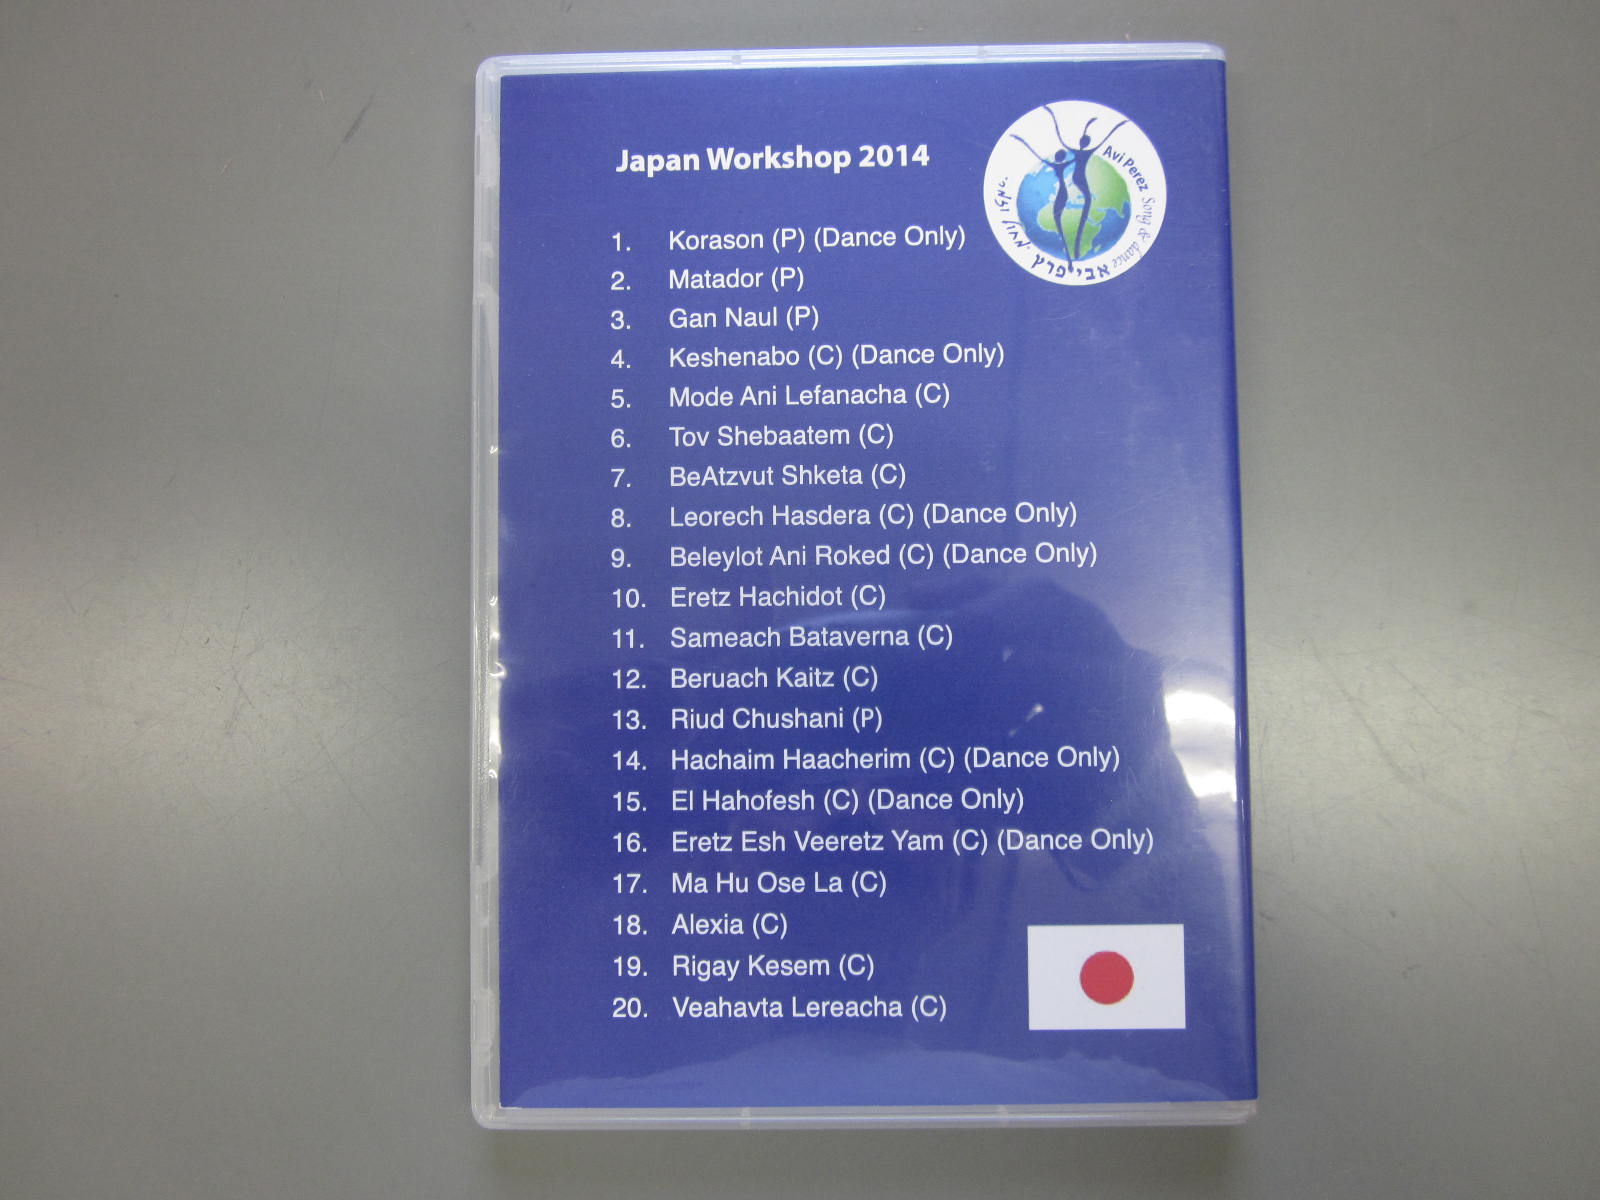 Japan Workshop 2014
Avi Perez Song & dance
אבי פרץ
1. Korason (P) (Dance Only)
2. Matador (P)
3. Gan Naul (P)
4. Keshenabo (C) (Dance Only)
5. Mode Ani Lefanacha (C)
6. Tov Shebaatem (C)
7. BeAtzvut Shketa (C)
8. Leorech Hasdera (C) (Dance Only)
9. Beleylot Ani Roked (C) (Dance Only)
10. Eretz Hachidot (C)
11. Sameach Bataverna (C)
12. Beruach Kaitz (C)
13. Riud Chushani (P)
14. Hachaim Haacherim (C) (Dance Only)
15. El Hahofesh (C) (Dance Only)
16. Eretz Esh Veeretz Yam (C) (Dance Only)
17. Ma Hu Ose La (C)
18. Alexia (C)
19. Rigay Kesem (C)
20. Veahavta Lereacha (C)